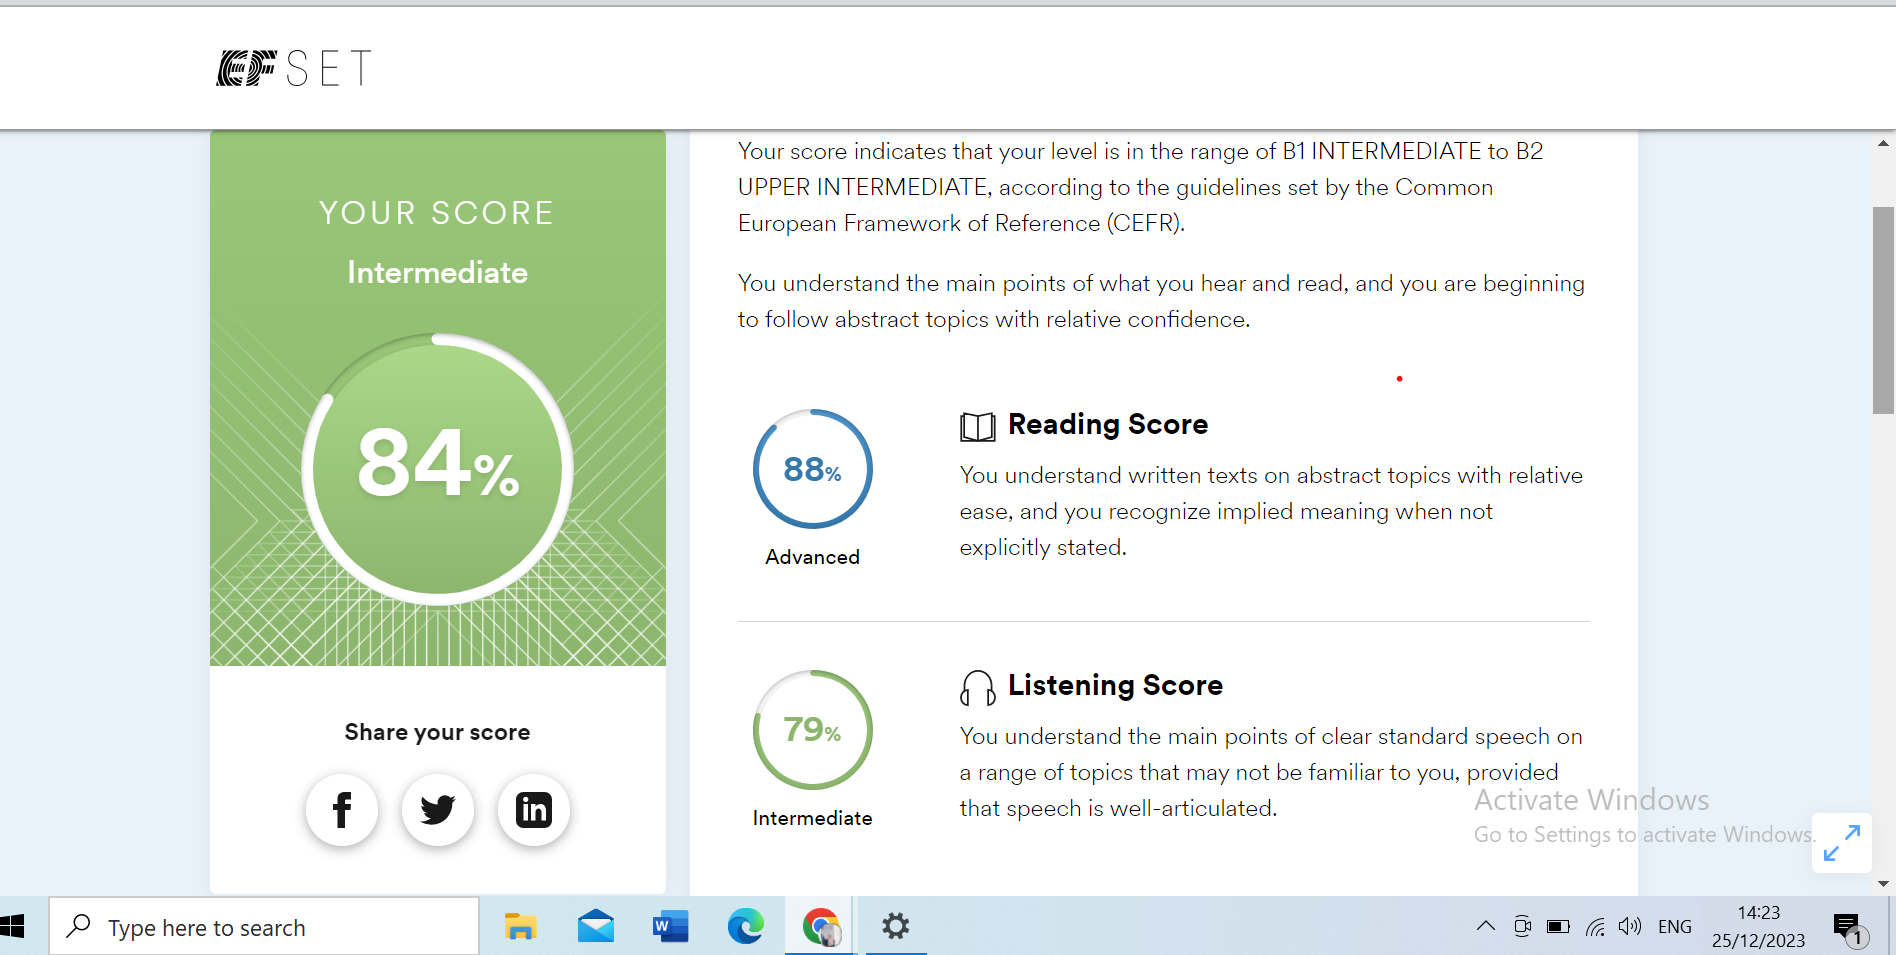 EF SET
YOUR SCORE
Intermediate
84%
Share your score
Your score indicates that your level is in the range of B1 INTERMEDIATE to B2
UPPER INTERMEDIATE, according to the guidelines set by the Common
European Framework of Reference (CEFR).
You understand the main points of what you hear and read, and you are beginning
to follow abstract topics with relative confidence.
88%
Advanced
Reading Score
You understand written texts on abstract topics with relative
ease, and you recognize implied meaning when not
explicitly stated.
79%
Intermediate
Listening Score
You understand the main points of clear standard speech on
a range of topics that may not be familiar to you, provided
that speech is well-articulated.
Activate Windows
Go to Settings to activate Windows.
Type here to search
ENG
14:23
25/12/2023
1